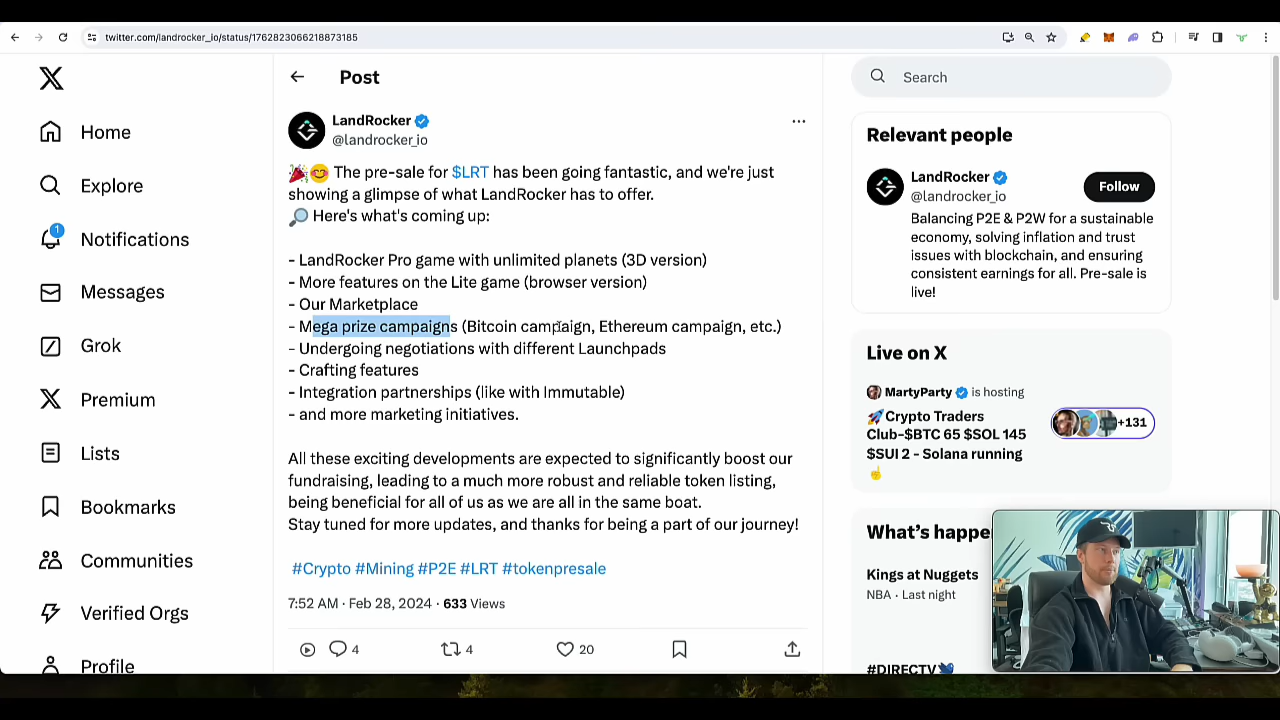 twitter.com/landrocker_io/status/1762823066218873185
Home
Explore
1
Notifications
Messages
Grok
Premium
Lists
Bookmarks
Communities
Verified Orgs
Profile
Post
LandRocker
@landrocker_io
The pre-sale for $LRT has been going fantastic, and we're just
showing a glimpse of what LandRocker has to offer.
Here's what's coming up:
- LandRocker Pro game with unlimited planets (3D version)
- More features on the Lite game (browser version)
- Our Marketplace
- Mega prize campaigns (Bitcoin campaign, Ethereum campaign, etc.)
- Undergoing negotiations with different Launchpads
- Crafting features
- Integration partnerships (like with Immutable)
- and more marketing initiatives.
All these exciting developments are expected to significantly boost our
fundraising, leading to a much more robust and reliable token listing,
being beneficial for all of us as we are all in the same boat.
Stay tuned for more updates, and thanks for being a part of our journey!
#Crypto #Mining #P2E #LRT #tokenpresale
7:52 AM · Feb 28, 2024 · 633 Views
4
4
20
Search
Relevant people
LandRocker
@landrocker_io
Follow
Balancing P2E & P2W for a sustainable
economy, solving inflation and trust
issues with blockchain, and ensuring
consistent earnings for all. Pre-sale is
live!
Live on X
MartyParty is hosting
🚀Crypto Traders
Club-$BTC 65 $SOL 145
$SUI 2 - Solana running
☝
+131
What's happe
Kings at Nuggets
NBA · Last night
#DIRECTV